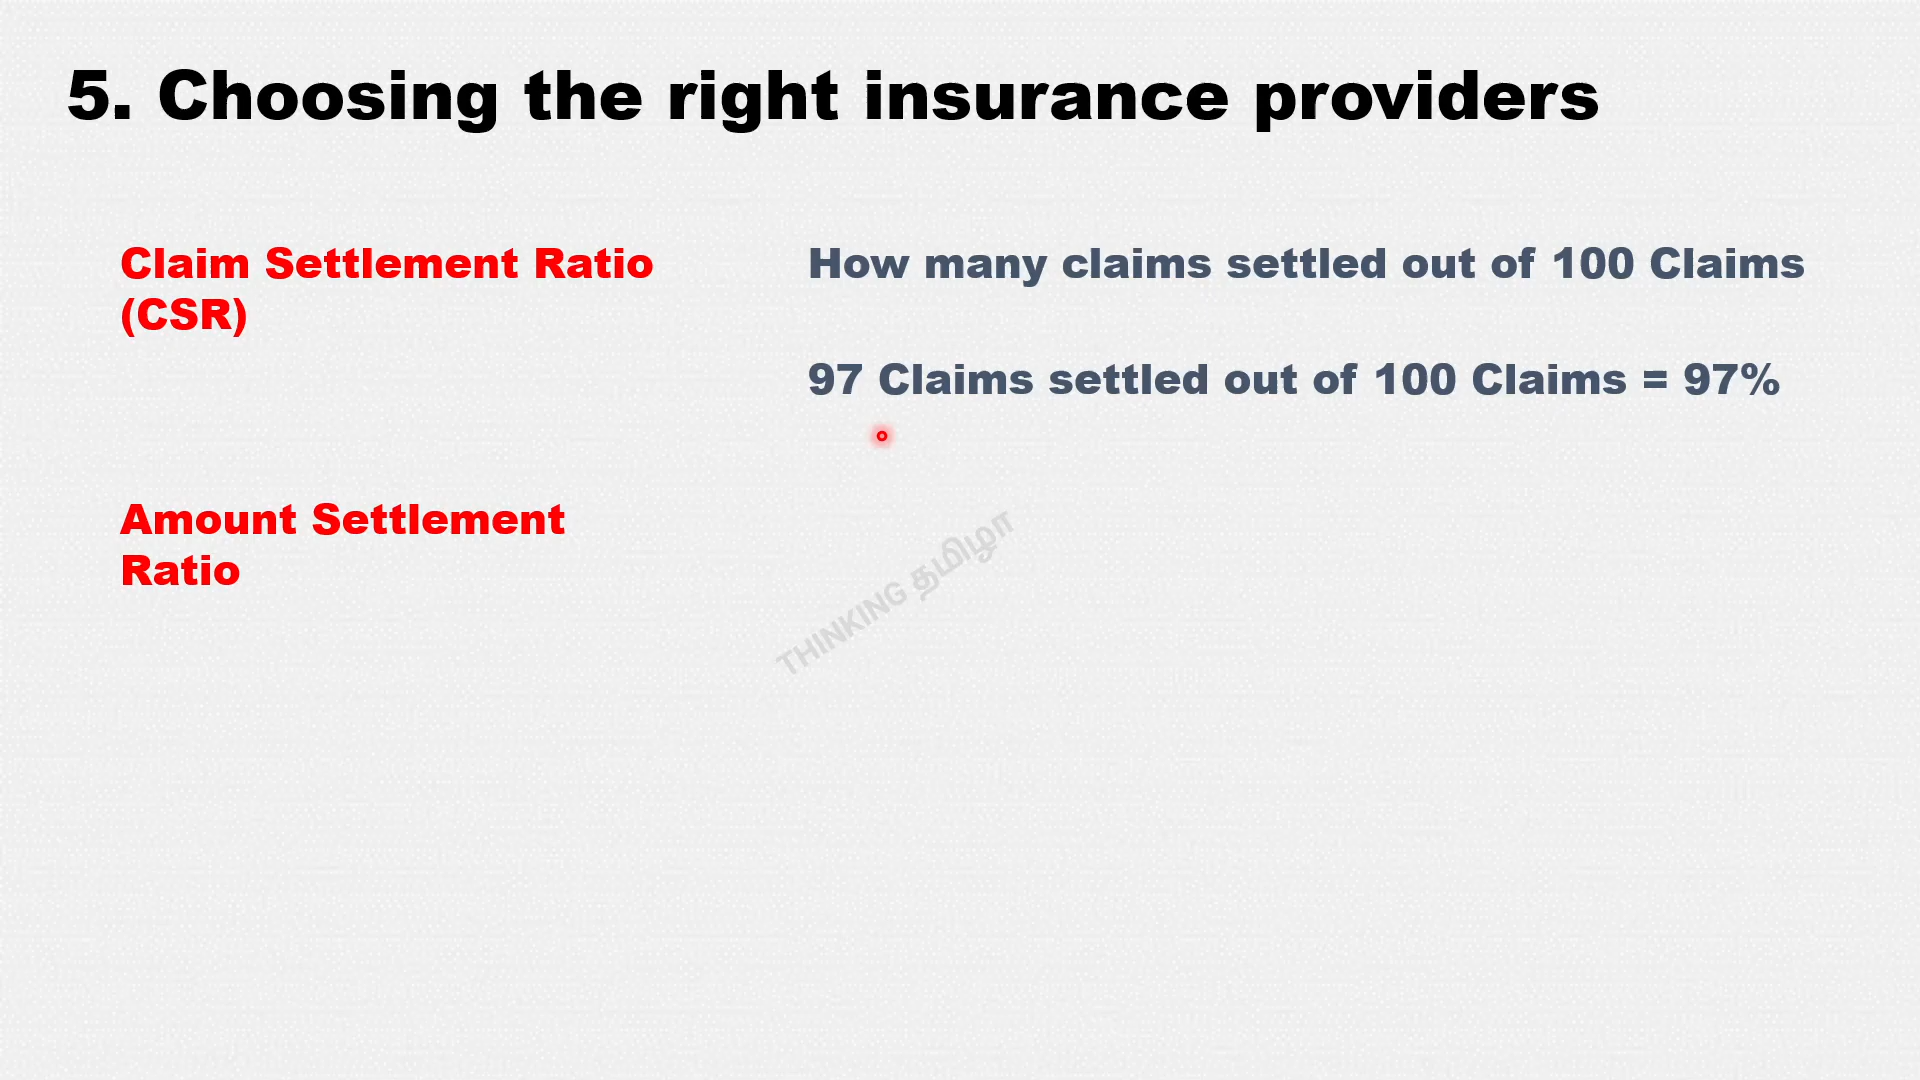 5. Choosing the right insurance providers
Claim Settlement Ratio
(CSR)
How many claims settled out of 100 Claims
97 Claims settled out of 100 Claims = 97%
Amount Settlement
Ratio
THINKING தமிழா